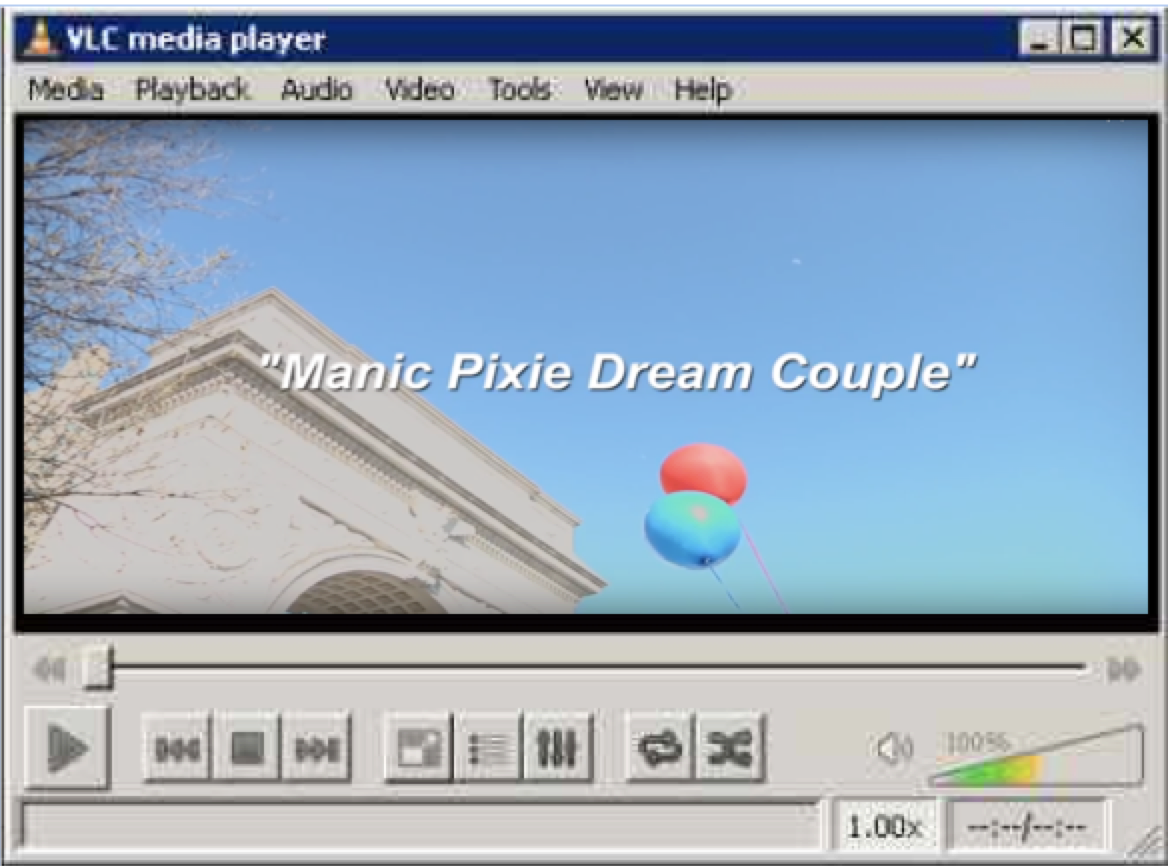 VLC media player
Media Playback Audio Video Tools View Help
"Manic Pixie Dream Couple"
100%
1.00x --:--/--:--